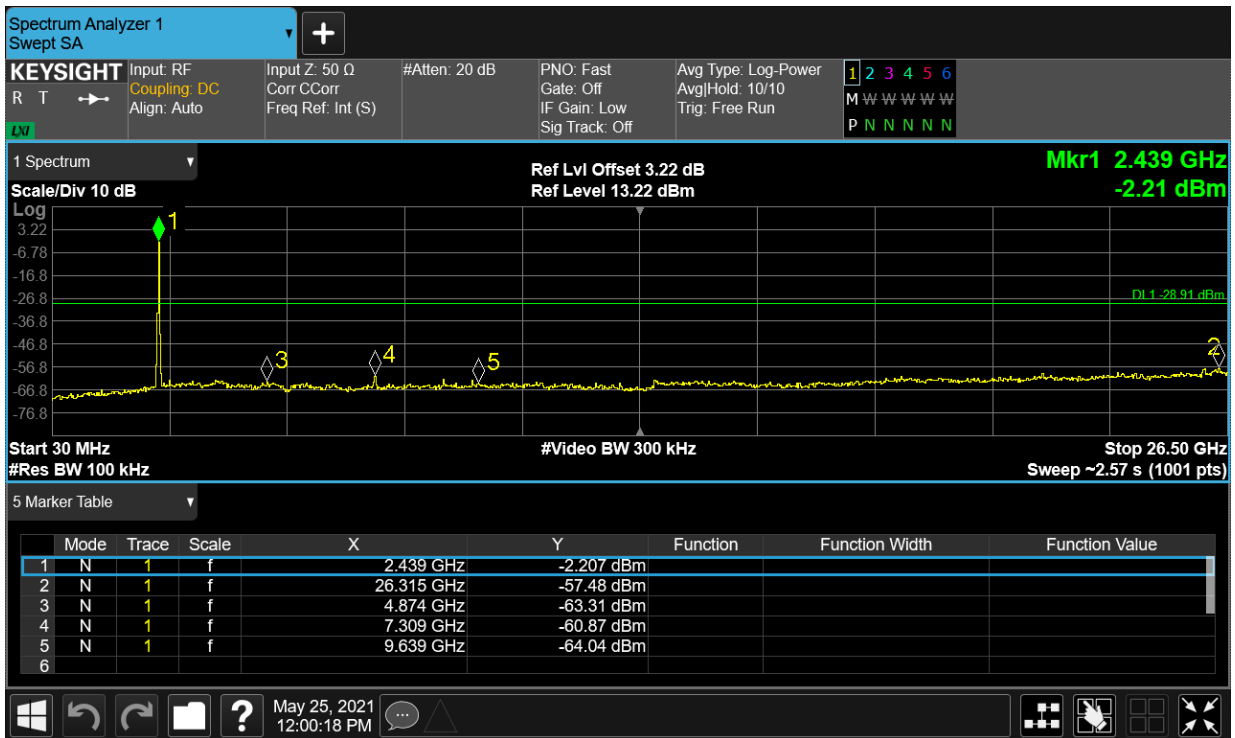 Spectrum Analyzer 1
Swept SA
+
KEYSIGHT Input: RF Input Z: 50 Ω #Atten: 20 dB PNO: Fast Avg Type: Log-Power 1 2 3 4 5 6
R T Coupling: DC Corr CCorr Gate: Off Avg|Hold: 10/10 M W W W W W
Align: Auto Freq Ref: Int (S) IF Gain: Low Trig: Free Run
LXI Sig Track: Off P N N N N N N
1 Spectrum Ref Lvl Offset 3.22 dB Mkr1 2.439 GHz
Scale/Div 10 dB Ref Level 13.22 dBm -2.21 dBm
Log
1
3.22
-6.78
-16.8
-26.8 DL1 -28.91 dBm
-36.8
-46.8 3 4 5 2
-56.8
-66.8
-76.8
Start 30 MHz #Video BW 300 kHz Stop 26.50 GHz
#Res BW 100 kHz Sweep ~2.57 s (1001 pts)
5 Marker Table
Mode Trace Scale X Y Function Function Width Function Value
1 N 1 f 2.439 GHz -2.207 dBm
2 N 1 f 26.315 GHz -57.48 dBm
3 N 1 f 4.874 GHz -63.31 dBm
4 N 1 f 7.309 GHz -60.87 dBm
5 N 1 f 9.639 GHz -64.04 dBm
6
? May 25, 2021
12:00:18 PM